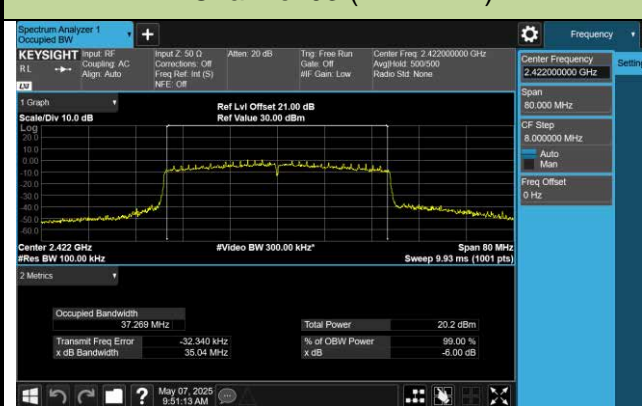 Spectrum Analyzer 1
Occupied BW
+
Frequency
KEYSIGHT
RL
LXI
Input: RF
Coupling: AC
Align: Auto
Input Z: 50 Ω
Corrections: Off
Freq Ref: Int (S)
NFE: Off
Atten: 20 dB
Trig: Free Run
Gate: Off
#IF Gain: Low
Center Freq: 2.422000000 GHz
Avg|Hold: 500/500
Radio Std: None
Center Frequency
2.422000000 GHz
Settings
Span
80.000 MHz
CF Step
8.000000 MHz
Auto
Man
Freq Offset
0 Hz
1 Graph
Scale/Div 10.0 dB
Ref Lvl Offset 21.00 dB
Ref Value 30.00 dBm
Log
20.0
10.0
0.00
-10.0
-20.0
-30.0
-40.0
-50.0
-60.0
Center 2.422 GHz
#Res BW 100.00 kHz
#Video BW 300.00 kHz*
Span 80 MHz
Sweep 9.93 ms (1001 pts)
2 Metrics
Occupied Bandwidth
37.269 MHz
Total Power 20.2 dBm
Transmit Freq Error -32.340 kHz
% of OBW Power 99.00 %
x dB Bandwidth 35.04 MHz
x dB -6.00 dB
?
May 07, 2025
9:51:13 AM